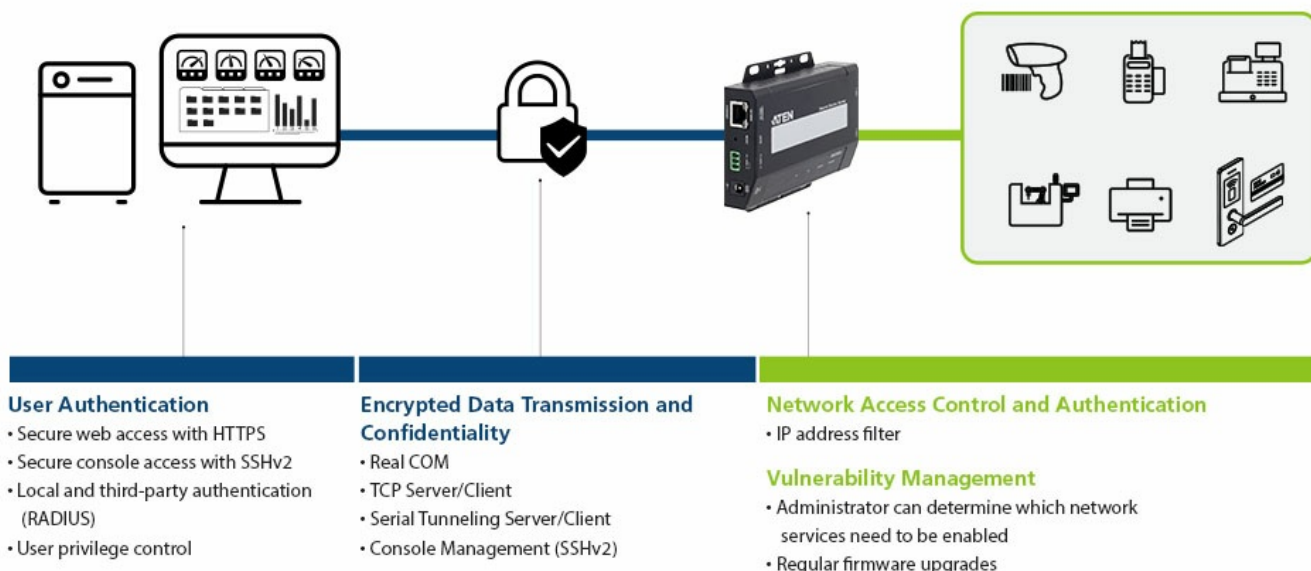 ATEN
User Authentication
• Secure web access with HTTPS
• Secure console access with SSHv2
• Local and third-party authentication
(RADIUS)
• User privilege control
Encrypted Data Transmission and
Confidentiality
• Real COM
• TCP Server/Client
• Serial Tunneling Server/Client
• Console Management (SSHv2)
Network Access Control and Authentication
• IP address filter
Vulnerability Management
• Administrator can determine which network
services need to be enabled
• Regular firmware upgrades